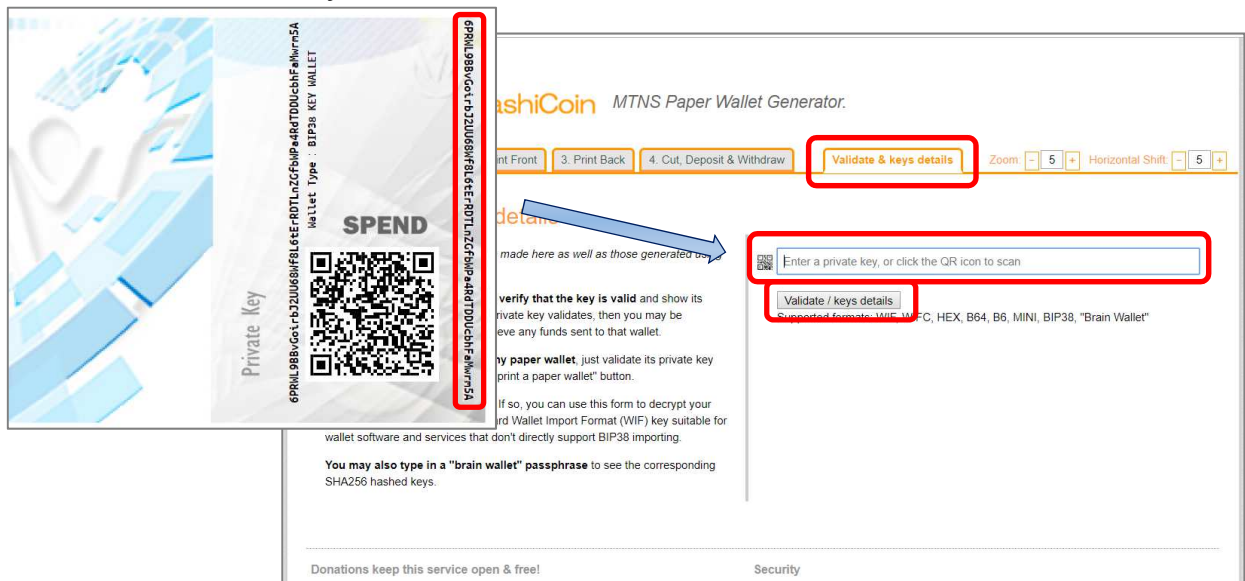 6PRWL9BBvGoirbJ2UU68Wf8L6tErRDTLnZGfbWPa4RdTDDUcbhFaMwrm5A
Wallet Type : BIP38 KEY WALLET
Private Key
SPEND
6PRWL9BBvGoirbJ2UU68Wf8L6tErRDTLnZGfbWPa4RdTDDUcbhFaMwrm5A
ashiCoin MTNS Paper Wallet Generator.
nt Front 3. Print Back 4. Cut, Deposit & Withdraw Validate & keys details Zoom: - 5 + Horizontal Shift: - 5 +
details
made here as well as those generated using
verify that the key is valid and show its
rivate key validates, then you may be
eve any funds sent to that wallet.
ny paper wallet, just validate its private key
print a paper wallet" button.
If so, you can use this form to decrypt your
rd Wallet Import Format (WIF) key suitable for
wallet software and services that don't directly support BIP38 importing.
You may also type in a "brain wallet" passphrase to see the corresponding
SHA256 hashed keys.
Enter a private key, or click the QR icon to scan
Validate / keys details
Supported formats: WIF, WIFC, HEX, B64, B6, MINI, BIP38, "Brain Wallet"
Donations keep this service open & free!
Security